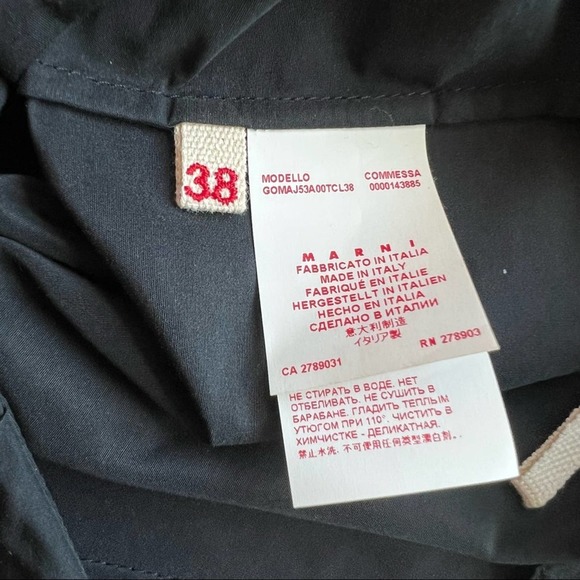 38
MODELLO
GOMAJ53A00TCL38
COMMESSA
0000143885
MARNI
FABBRICATO IN ITALIA
MADE IN ITALY
FABRIQUÉ EN ITALIE
HERGESTELLT IN ITALIEN
HECHO EN ITALIA
СДЕЛАНО В ИТАЛИИ
意大利制造
イタリア製
CA 2789031
RN 278903
НЕ СТИРАТЬ В ВОДЕ. НЕТ
ОТБЕЛИВАТЬ. НЕ СУШИТЬ В
БАРАБАНЕ. ГЛАДИТЬ ТЕПЛЫМ
УТЮГОМ ПРИ 110°. ЧИСТИТЬ В
ХИМЧИСТКЕ - ДЕЛИКАТНАЯ.
禁止水洗。不可使用任何类型漂白剂.